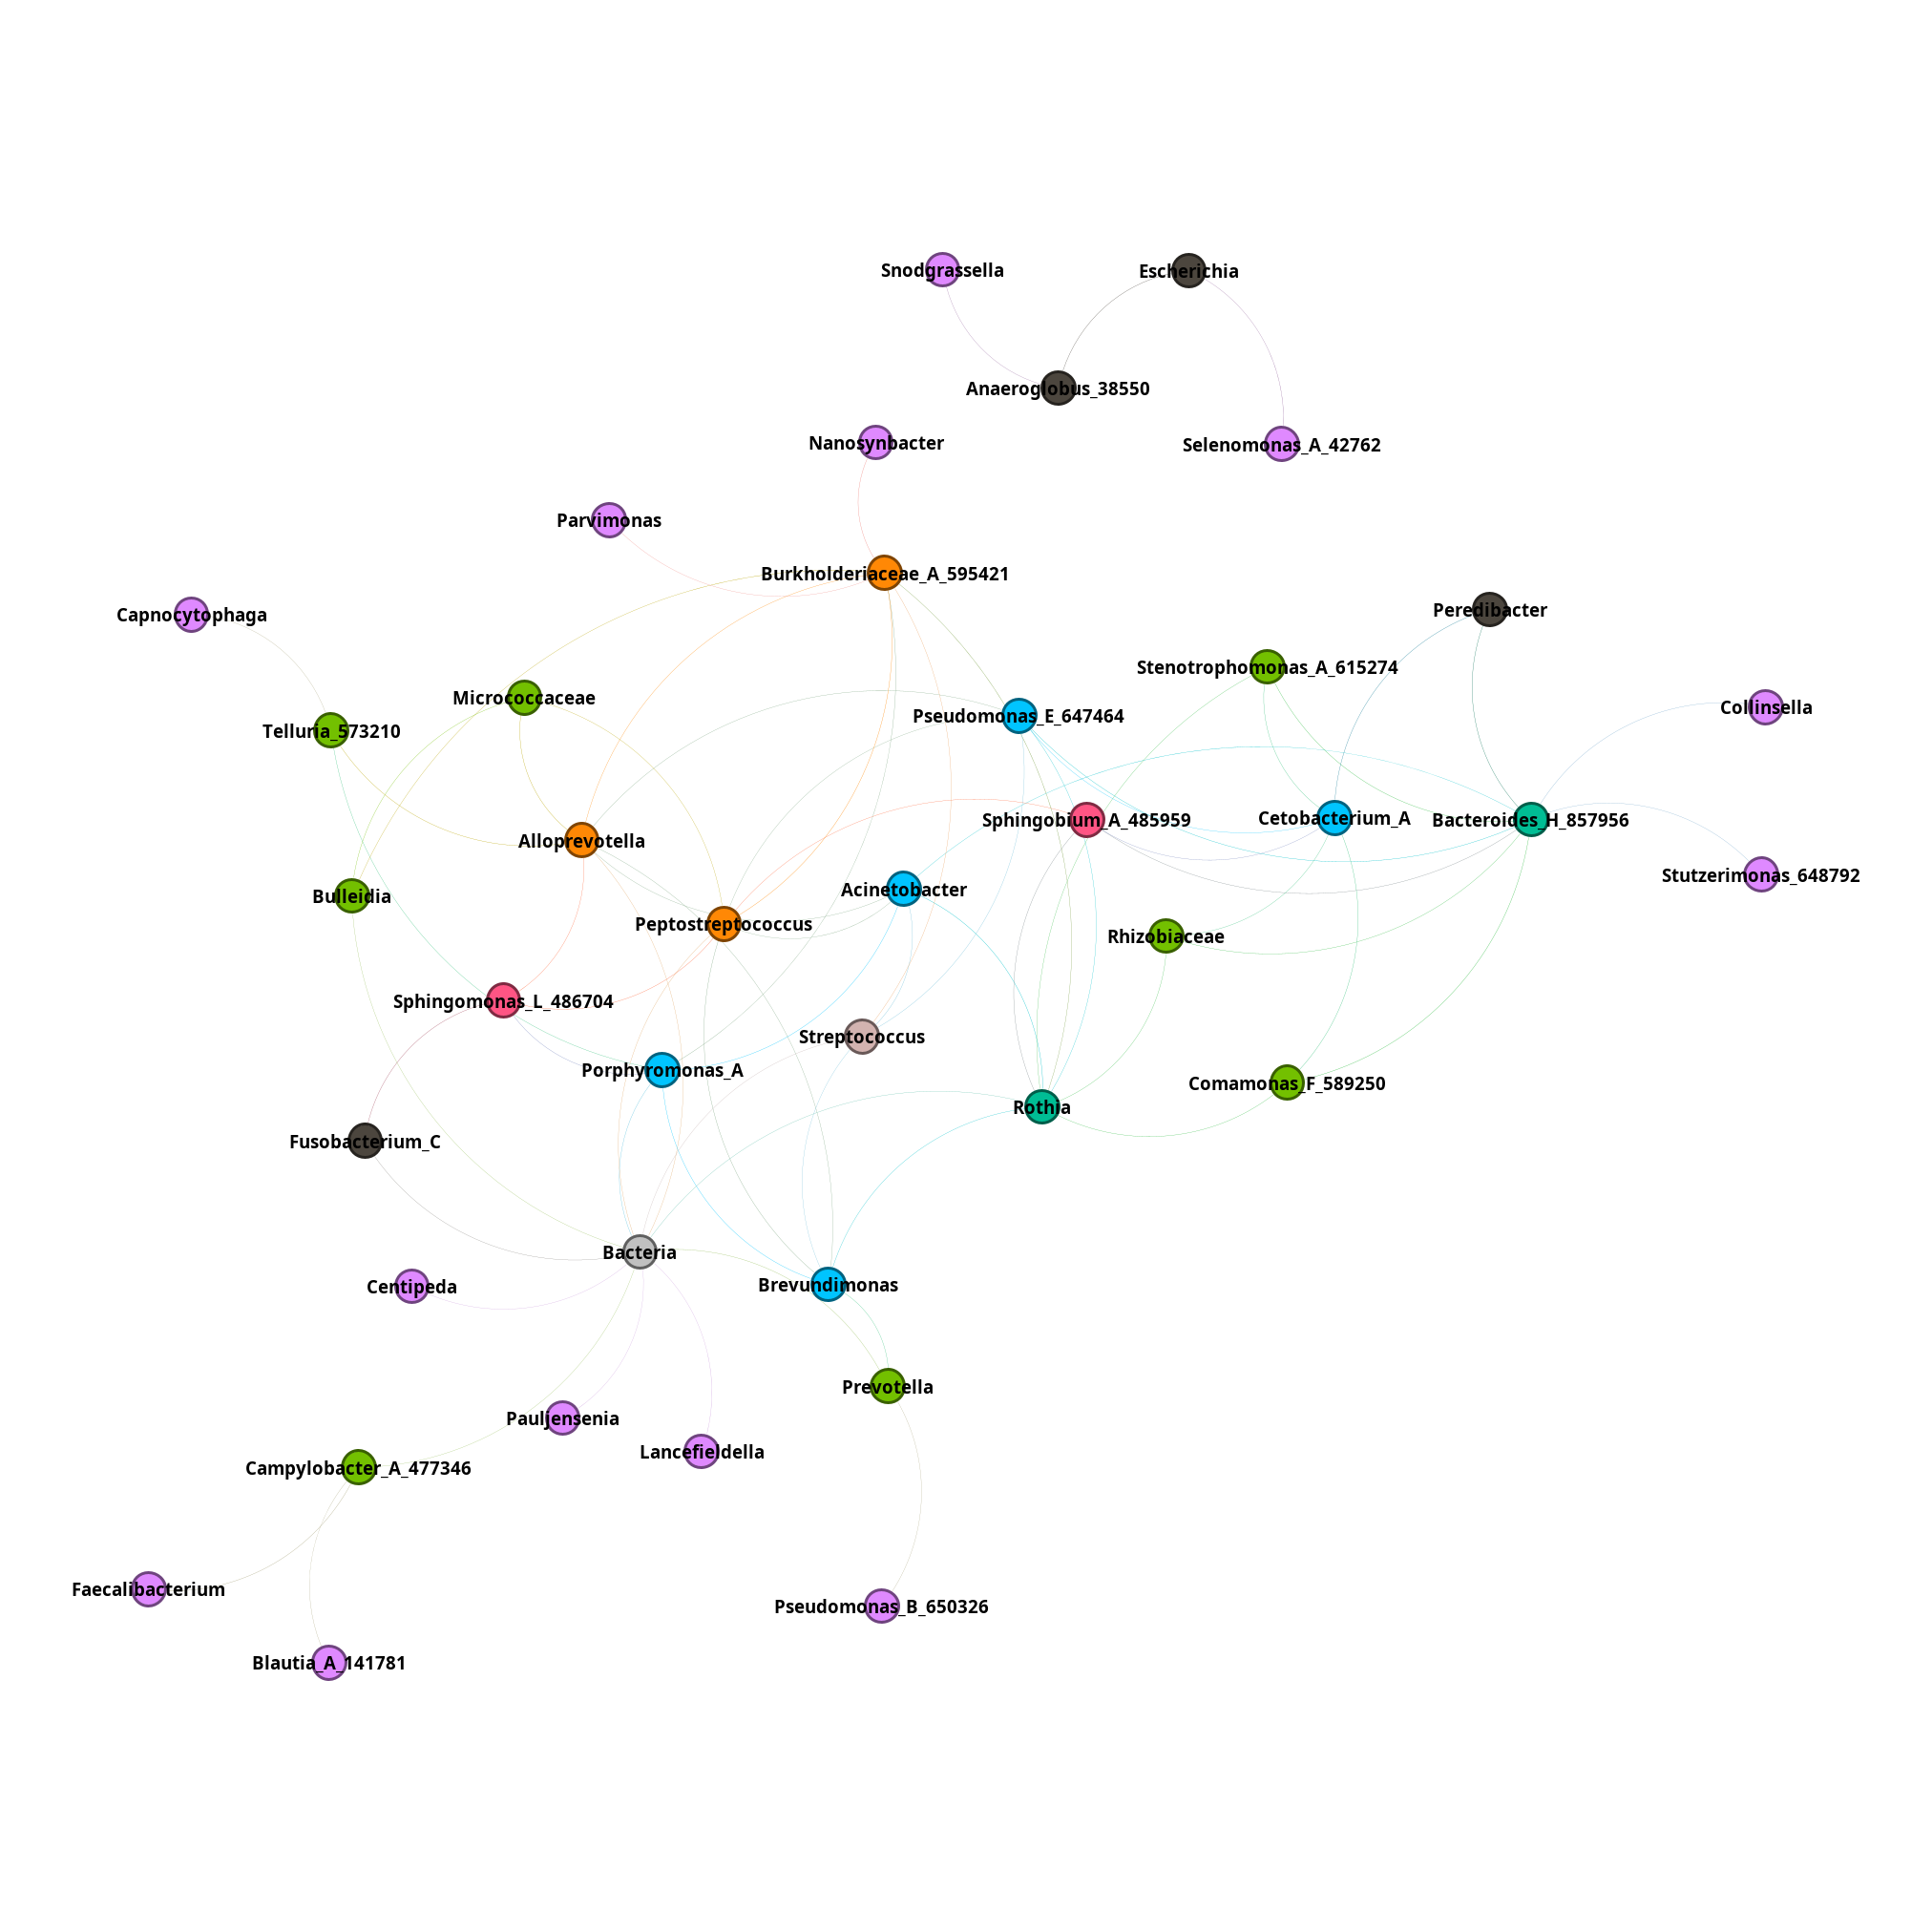 Snodgrassella
Escherichia
Anaeroglobus_38550
Nanosynbacter
Selenomonas_A_42762
Parvimonas
Burkholderiaceae_A_595421
Capnocytophaga
Peredibacter
Stenotrophomonas_A_615274
Micrococcaceae
Collinsella
Pseudomonas_E_647464
Telluria_573210
Sphingobium_A_485959
Cetobacterium_A
Bacteroides_H_857956
Alloprevotella
Stutzerimonas_648792
Acinetobacter
Bulleidia
Peptostreptococcus
Rhizobiaceae
Sphingomonas_L_486704
Streptococcus
Porphyromonas_A
Comamonas_F_589250
Rothia
Fusobacterium_C
Bacteria
Centipeda
Brevundimonas
Prevotella
Pauljensenia
Lancefieldella
Campylobacter_A_477346
Faecalibacterium
Pseudomonas_B_650326
Blautia_A_141781